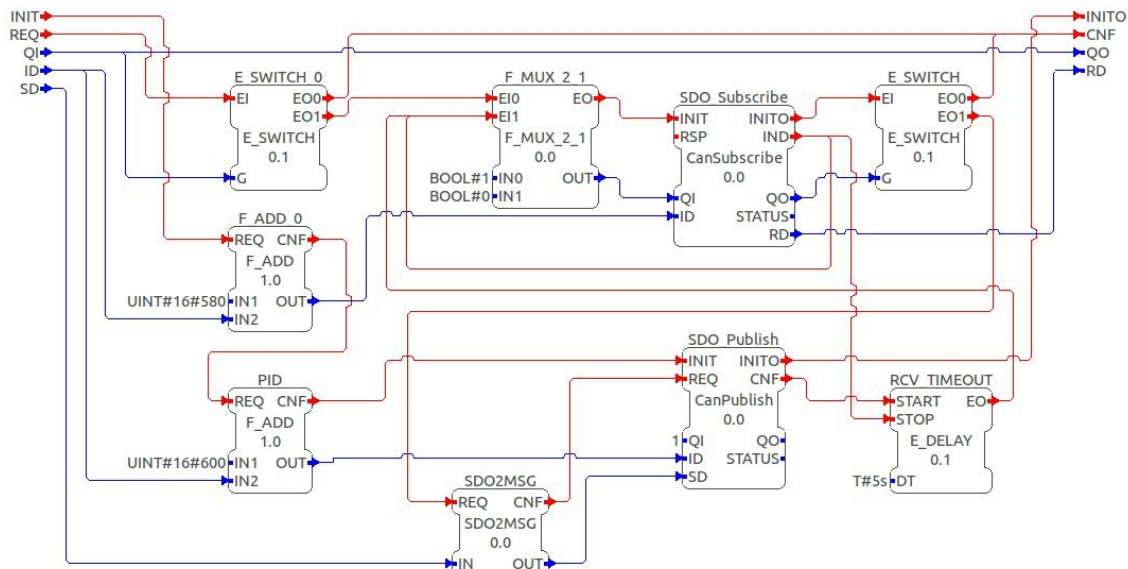 INIT
REQ
QI
ID
SD
INITO
CNF
QO
RD
E_SWITCH_0
EI EO0
EO1
E_SWITCH
0.1
G
F_MUX_2_1
EI0 EO
EI1
F_MUX_2_1
0.0
BOOL#1 IN0 OUT
BOOL#0 IN1
SDO_Subscribe
INIT INITO
RSP IND
CanSubscribe
0.0
QI QO
ID STATUS
RD
E_SWITCH
EI EO0
EO1
E_SWITCH
0.1
G
F_ADD_0
REQ CNF
F_ADD
1.0
UINT#16#580 IN1 OUT
IN2
PID
REQ CNF
F_ADD
1.0
UINT#16#600 IN1 OUT
IN2
SDO_Publish
INIT INITO
REQ CNF
CanPublish
0.0
1 QI QO
ID STATUS
SD
RCV_TIMEOUT
START EO
STOP
E_DELAY
0.1
T#5s DT
SDO2MSG
REQ CNF
SDO2MSG
0.0
IN OUT